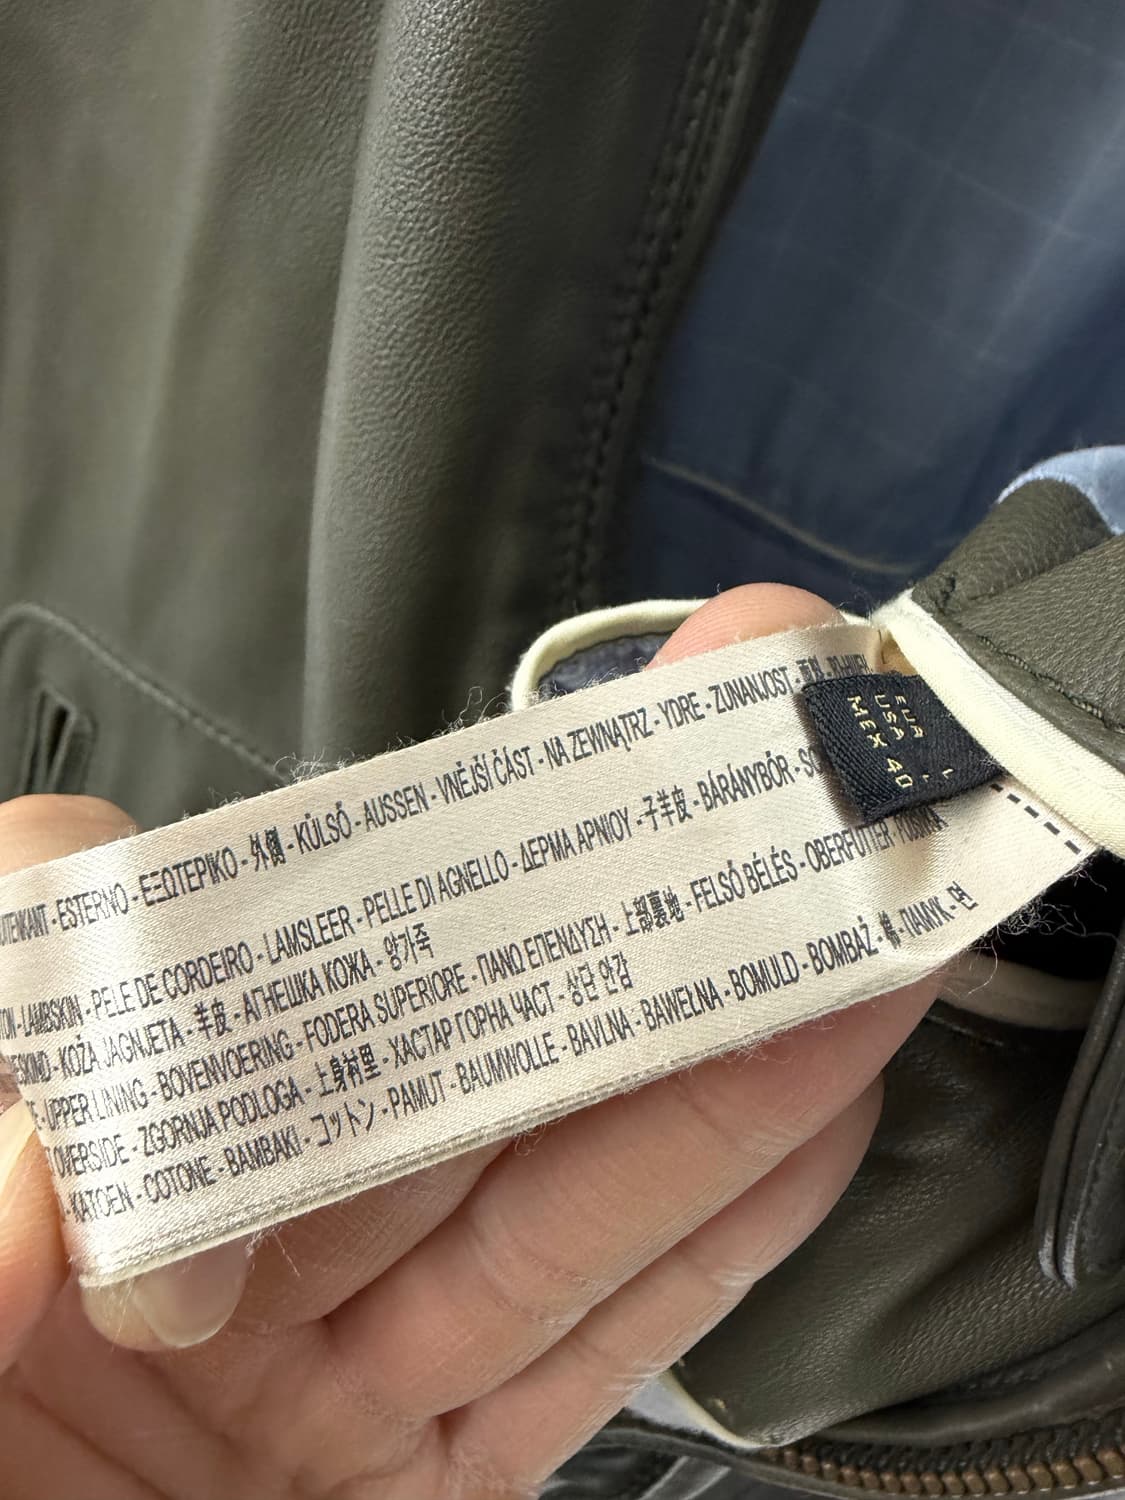 ESTERNO - ΕΞΩΤΕΡΙΚΟ - 外側 - KÜLSŐ - AUSSEN - VNĚJŠÍ ČÁST - NA ZEWNĄTRZ - YDRE - ZUNANJOST -
- LAMBSKIN - PELE DE CORDEIRO - LAMSLEER - PELLE DI AGNELLO - ΔΕΡΜΑ ΑΡΝΙΟΥ - 子羊皮 - BÁRÁNYBŐR -
- KOŽA JAGNJETA - 羊皮 - АГНЕШКА КОЖА - 양가죽
- UPPER LINING - BOVENVOERING - FODERA SUPERIORE - ΠΑΝΩ ΕΠΕΝΔΥΣΗ - 上部裏地 - FELSŐ BÉLÉS - OBERFUTTER
OVERSIDE - ZGORNJA PODLOGA - 上身衬里 - ХАСТАР ГОРНА ЧАСТ - 상단 안감
- KATOEN - COTONE - BAMBAKI - コットン - PAMUT - BAUMWOLLE - BAVLNA - BAWEŁNA - BOMULD - BOMBAŽ - 棉 - ПАМУК - 면
EUR L
USA L
MEX 40